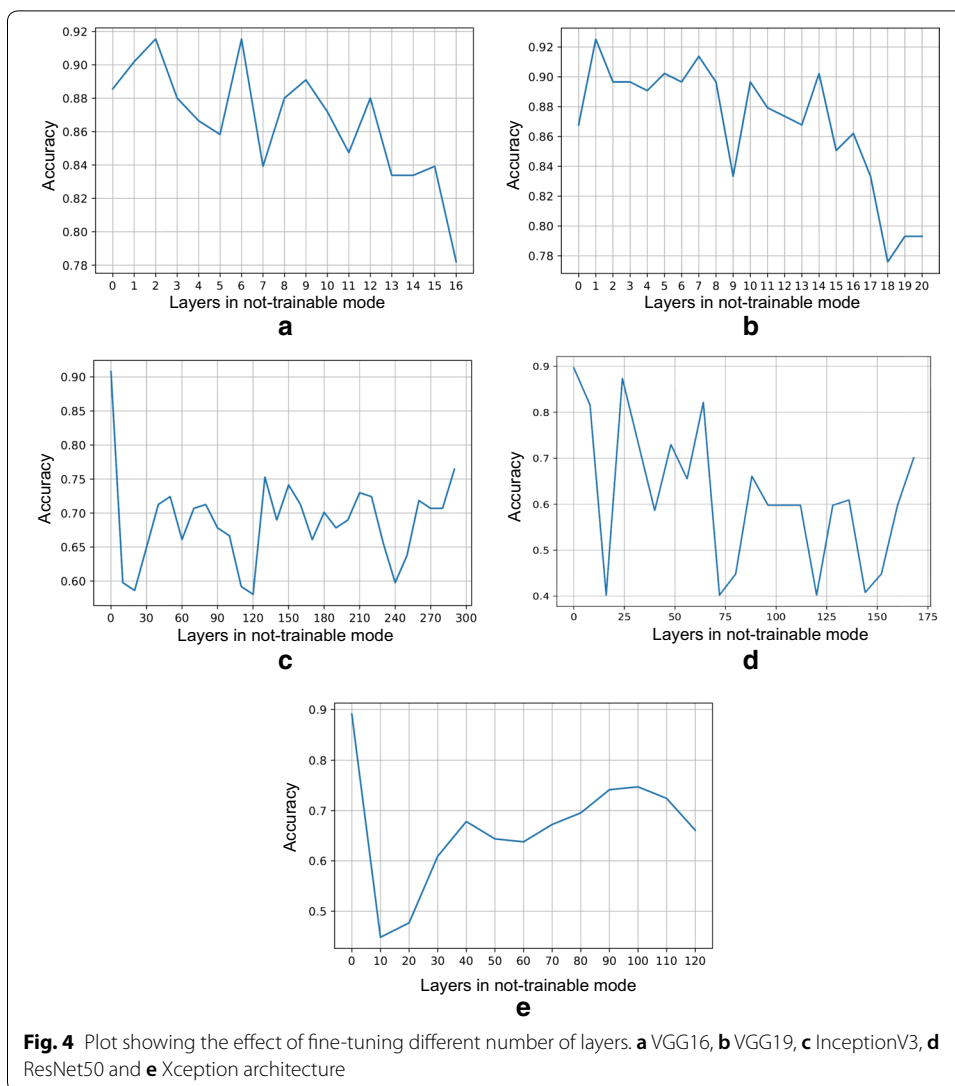 0.92
0.90
0.88
0.86
0.84
0.82
0.80
0.78
Accuracy
0 1 2 3 4 5 6 7 8 9 10 11 12 13 14 15 16
Layers in not-trainable mode
a
0.92
0.90
0.88
0.86
0.84
0.82
0.80
0.78
Accuracy
0 1 2 3 4 5 6 7 8 9 10 11 12 13 14 15 16 17 18 19 20
Layers in not-trainable mode
b
0.90
0.85
0.80
0.75
0.70
0.65
0.60
Accuracy
0 30 60 90 120 150 180 210 240 270 300
Layers in not-trainable mode
c
0.9
0.8
0.7
0.6
0.5
0.4
Accuracy
0 25 50 75 100 125 150 175
Layers in not-trainable mode
d
0.9
0.8
0.7
0.6
0.5
Accuracy
0 10 20 30 40 50 60 70 80 90 100 110 120
Layers in not-trainable mode
e
Fig. 4 Plot showing the effect of fine-tuning different number of layers. a VGG16, b VGG19, c InceptionV3, d
ResNet50 and e Xception architecture